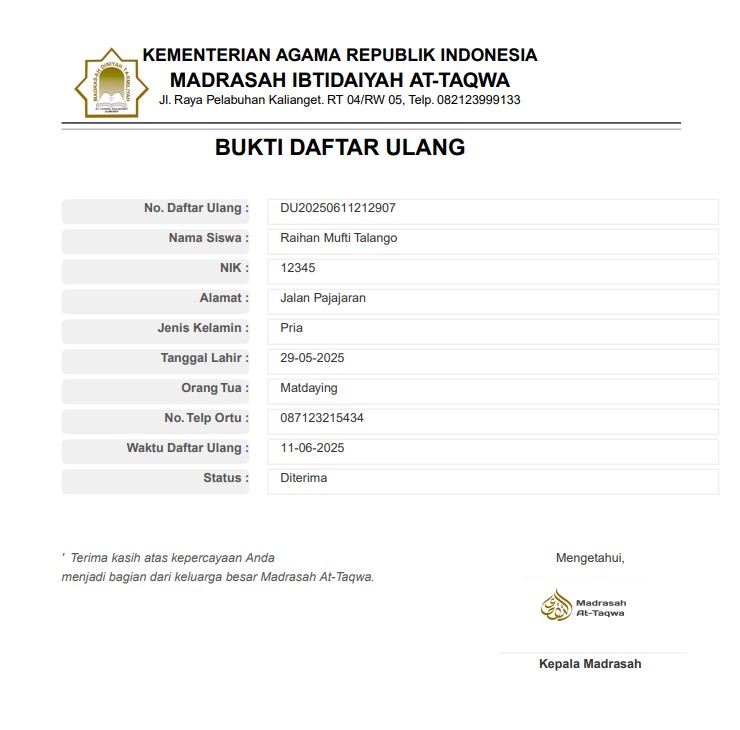 KEMENTERIAN AGAMA REPUBLIK INDONESIA
MADRASAH IBTIDAIYAH AT-TAQWA
Jl. Raya Pelabuhan Kalianget. RT 04/RW 05, Telp. 082123999133
MADRASAH DINIYAH TAKMILIYAH
BUKTI DAFTAR ULANG
No. Daftar Ulang : DU20250611212907
Nama Siswa : Raihan Mufti Talango
NIK : 12345
Alamat : Jalan Pajajaran
Jenis Kelamin : Pria
Tanggal Lahir : 29-05-2025
Orang Tua : Matdaying
No. Telp Ortu : 087123215434
Waktu Daftar Ulang : 11-06-2025
Status : Diterima
' Terima kasih atas kepercayaan Anda
menjadi bagian dari keluarga besar Madrasah At-Taqwa.
Mengetahui,
Madrasah
At-Taqwa
Kepala Madrasah